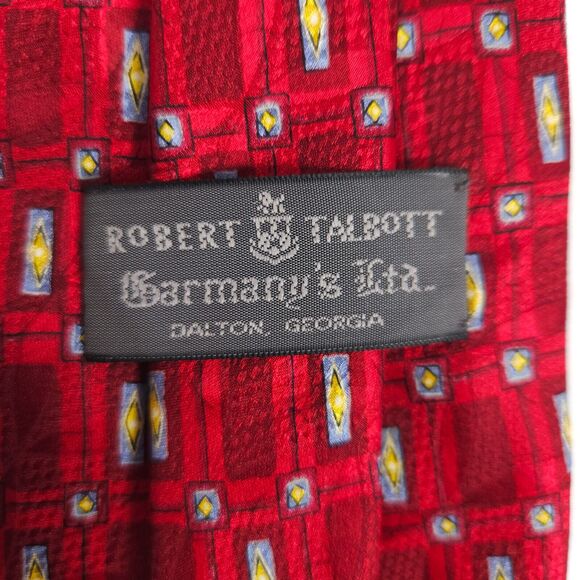 ROBERT TALBOTT
Garmany's Ltd.
DALTON, GEORGIA